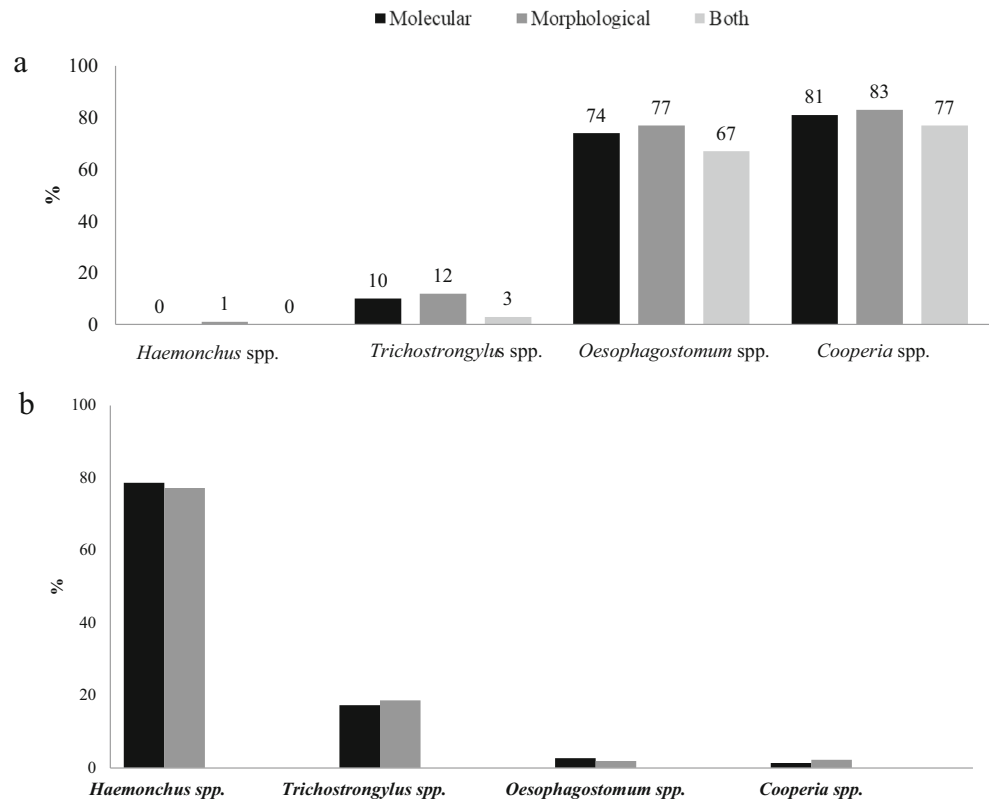 Molecular Morphological Both
a
100
80
60
40
20
0
%
0 1 0
10 12 3
74 77 67
81 83 77
Haemonchus spp. Trichostrongylus spp. Oesophagostomum spp. Cooperia spp.
b
100
80
60
40
20
0
%
Haemonchus spp. Trichostrongylus spp. Oesophagostomum spp. Cooperia spp.